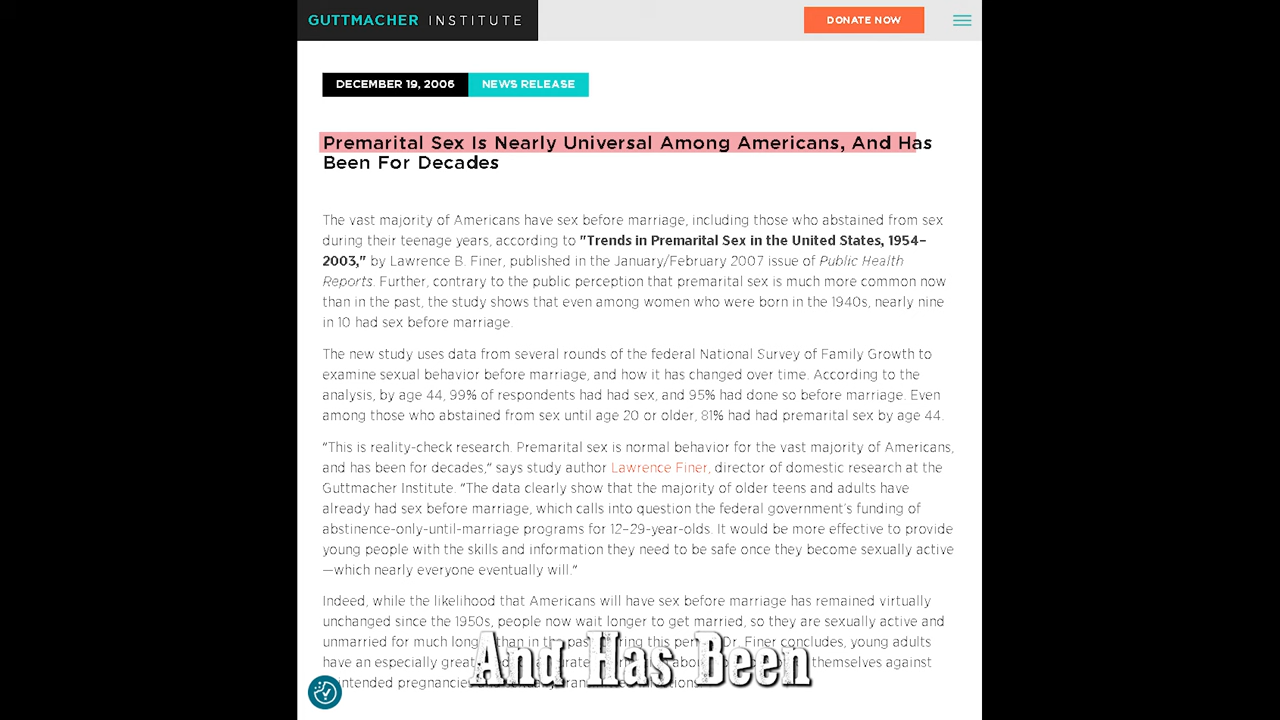 GUTTMACHER INSTITUTE
DONATE NOW
DECEMBER 19, 2006 NEWS RELEASE
Premarital Sex Is Nearly Universal Among Americans, And Has
Been For Decades
The vast majority of Americans have sex before marriage, including those who abstained from sex
during their teenage years, according to "Trends in Premarital Sex in the United States, 1954–
2003," by Lawrence B. Finer, published in the January/February 2007 issue of Public Health
Reports. Further, contrary to the public perception that premarital sex is much more common now
than in the past, the study shows that even among women who were born in the 1940s, nearly nine
in 10 had sex before marriage.
The new study uses data from several rounds of the federal National Survey of Family Growth to
examine sexual behavior before marriage, and how it has changed over time. According to the
analysis, by age 44, 99% of respondents had had sex, and 95% had done so before marriage. Even
among those who abstained from sex until age 20 or older, 81% had had premarital sex by age 44.
"This is reality-check research. Premarital sex is normal behavior for the vast majority of Americans,
and has been for decades," says study author Lawrence Finer, director of domestic research at the
Guttmacher Institute. "The data clearly show that the majority of older teens and adults have
already had sex before marriage, which calls into question the federal government's funding of
abstinence-only-until-marriage programs for 12–29-year-olds. It would be more effective to provide
young people with the skills and information they need to be safe once they become sexually active
—which nearly everyone eventually will."
Indeed, while the likelihood that Americans will have sex before marriage has remained virtually
unchanged since the 1950s, people now wait longer to get married, so they are sexually active and
unmarried for much than in the this Dr. Finer concludes, young adults
have an especially themselves against
pregnancies
And Has Been